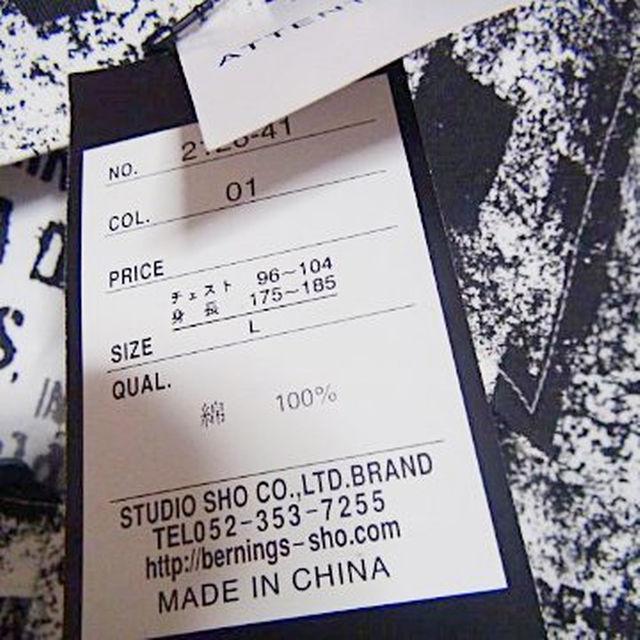 ATTENT
NO.
COL. 01
PRICE
チェスト 96~104
身長 175~185
SIZE L
QUAL.
綿 100%
STUDIO SHO CO.,LTD.BRAND
TEL052-353-7255
http://bernings-sho.com
MADE IN CHINA